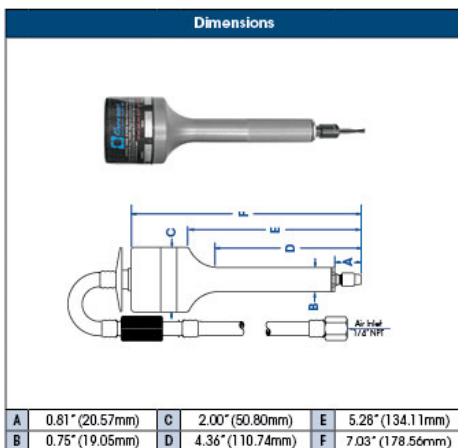 Dimensions
F
C
E
D
A
B
Air Inlet
1/4" NPT
A 0.81" (20.57mm) C 2.00" (50.80mm) E 5.28" (134.11mm)
B 0.75" (19.05mm) D 4.36" (110.74mm) F 7.03" (178.56mm)